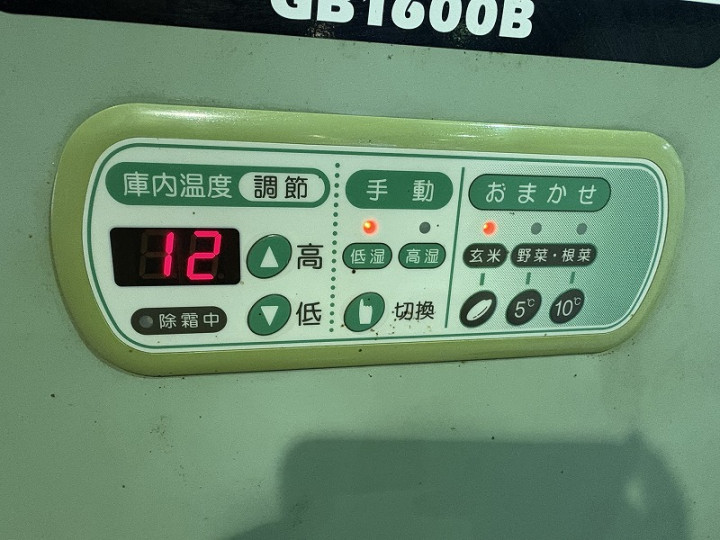 GB1600B
庫内温度 調節
12
高
低
除霜中
手動
低湿 高湿
切換
おまかせ
玄米 野菜・根菜
5℃ 10℃